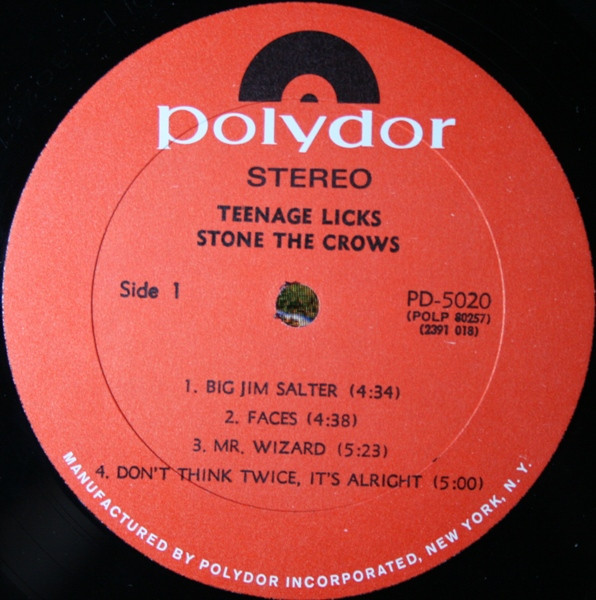 polydor
STEREO
TEENAGE LICKS
STONE THE CROWS
Side 1
PD-5020
(POLP 80257)
(2391 018)
1. BIG JIM SALTER (4:34)
2. FACES (4:38)
3. MR. WIZARD (5:23)
4. DON'T THINK TWICE, IT'S ALRIGHT (5:00)
MANUFACTURED BY POLYDOR INCORPORATED, NEW YORK, N. Y.